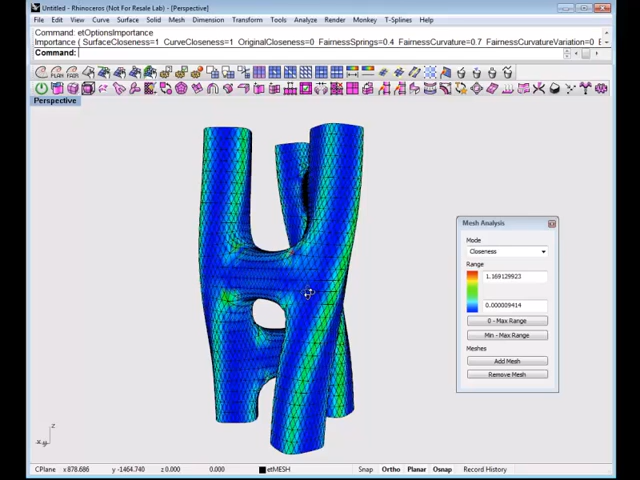 Untitled - Rhinoceros (Not For Resale Lab) - [Perspective]
File Edit View Curve Surface Solid Mesh Dimension Transform Tools Analyze Render Monkey T-Splines Help
Command: etOptionsImportance
Importance ( SurfaceCloseness=1 CurveCloseness=1 OriginalCloseness=0 FairnessSprings=0.4 FairnessCurvature=0.7 FairnessCurvatureVariation=0
Command:
Perspective
Mesh Analysis
Mode
Closeness
Range
1.169129923
0.000009414
0 - Max Range
Min - Max Range
Meshes
Add Mesh
Remove Mesh
z
x y
CPlane x 878.686 y -1464.740 z 0.000 0.000 etMESH Snap Ortho Planar Osnap Record History